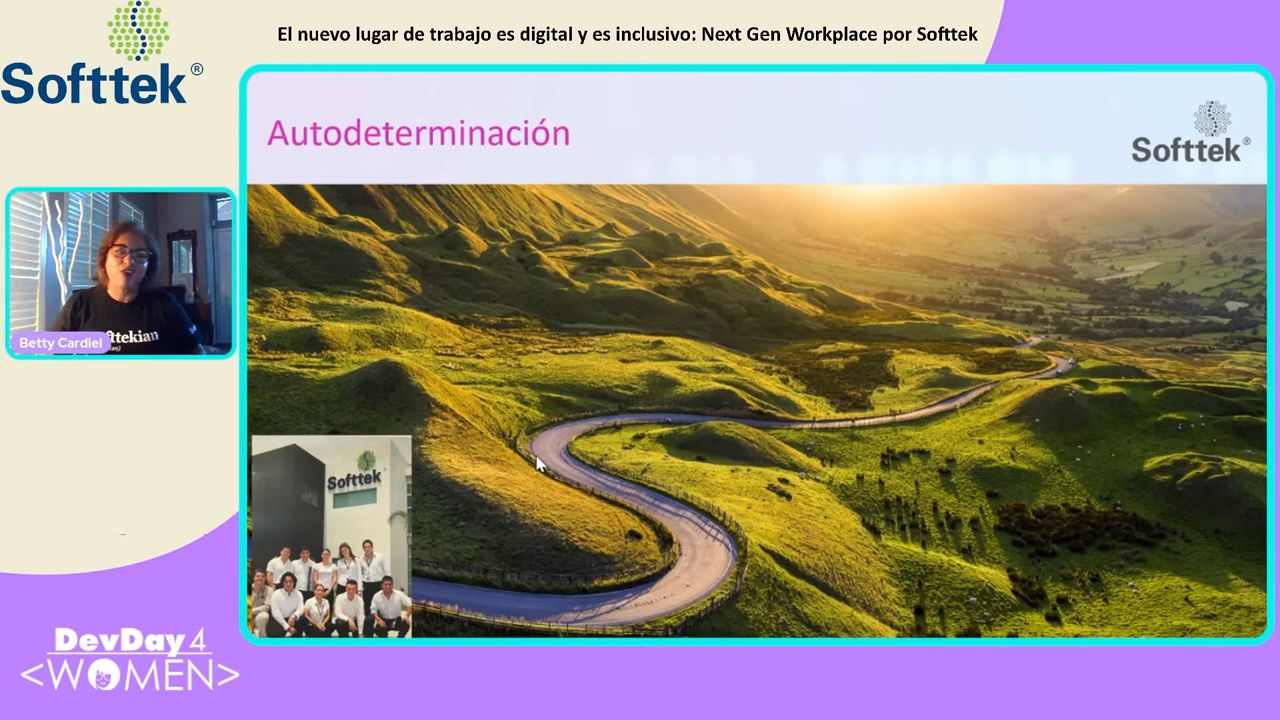 El nuevo lugar de trabajo es digital y es inclusivo: Next Gen Workplace por Softtek
Softtek®
Autodeterminación
Softtek®
ttekian
Betty Cardiel
Softtek
DevDay4
<WOMEN>